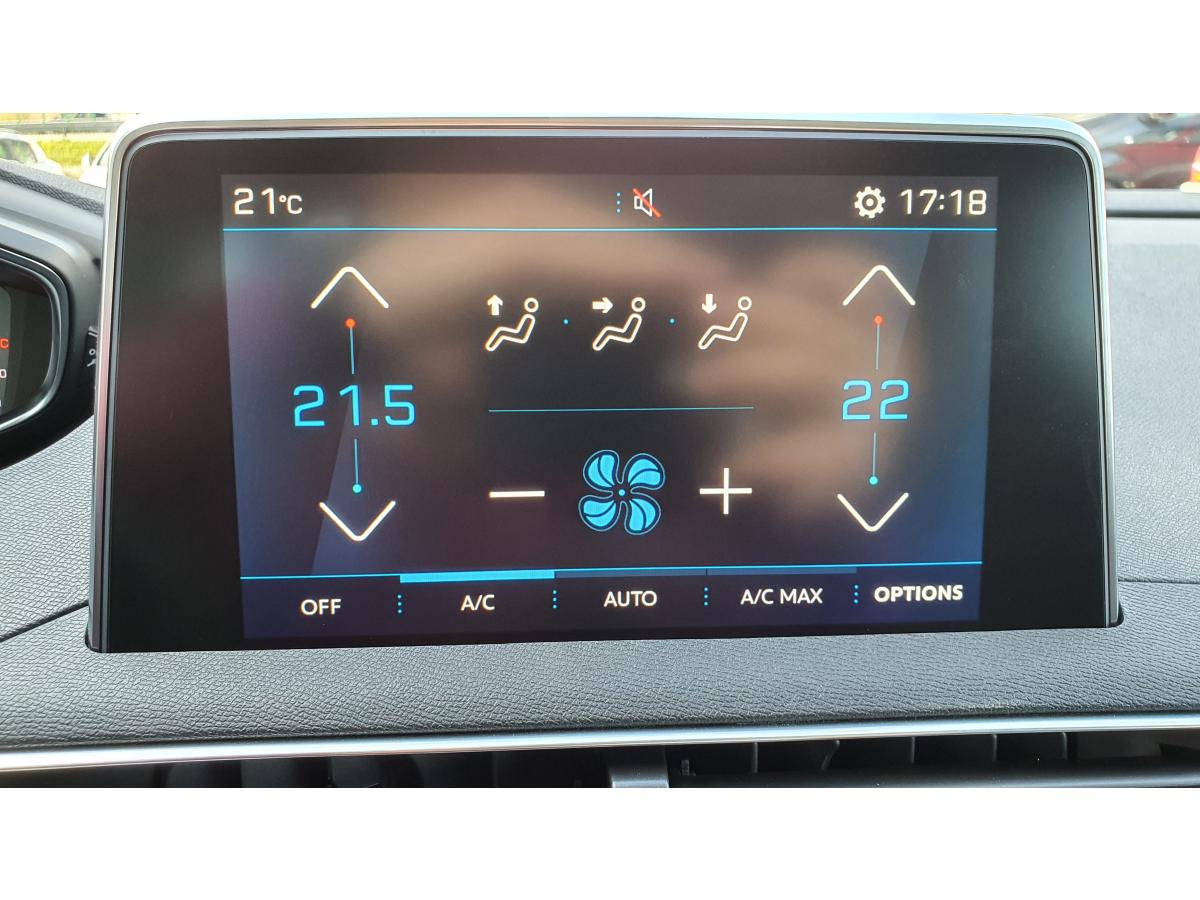 21°C 17:18
21.5 22
OFF A/C AUTO A/C MAX OPTIONS